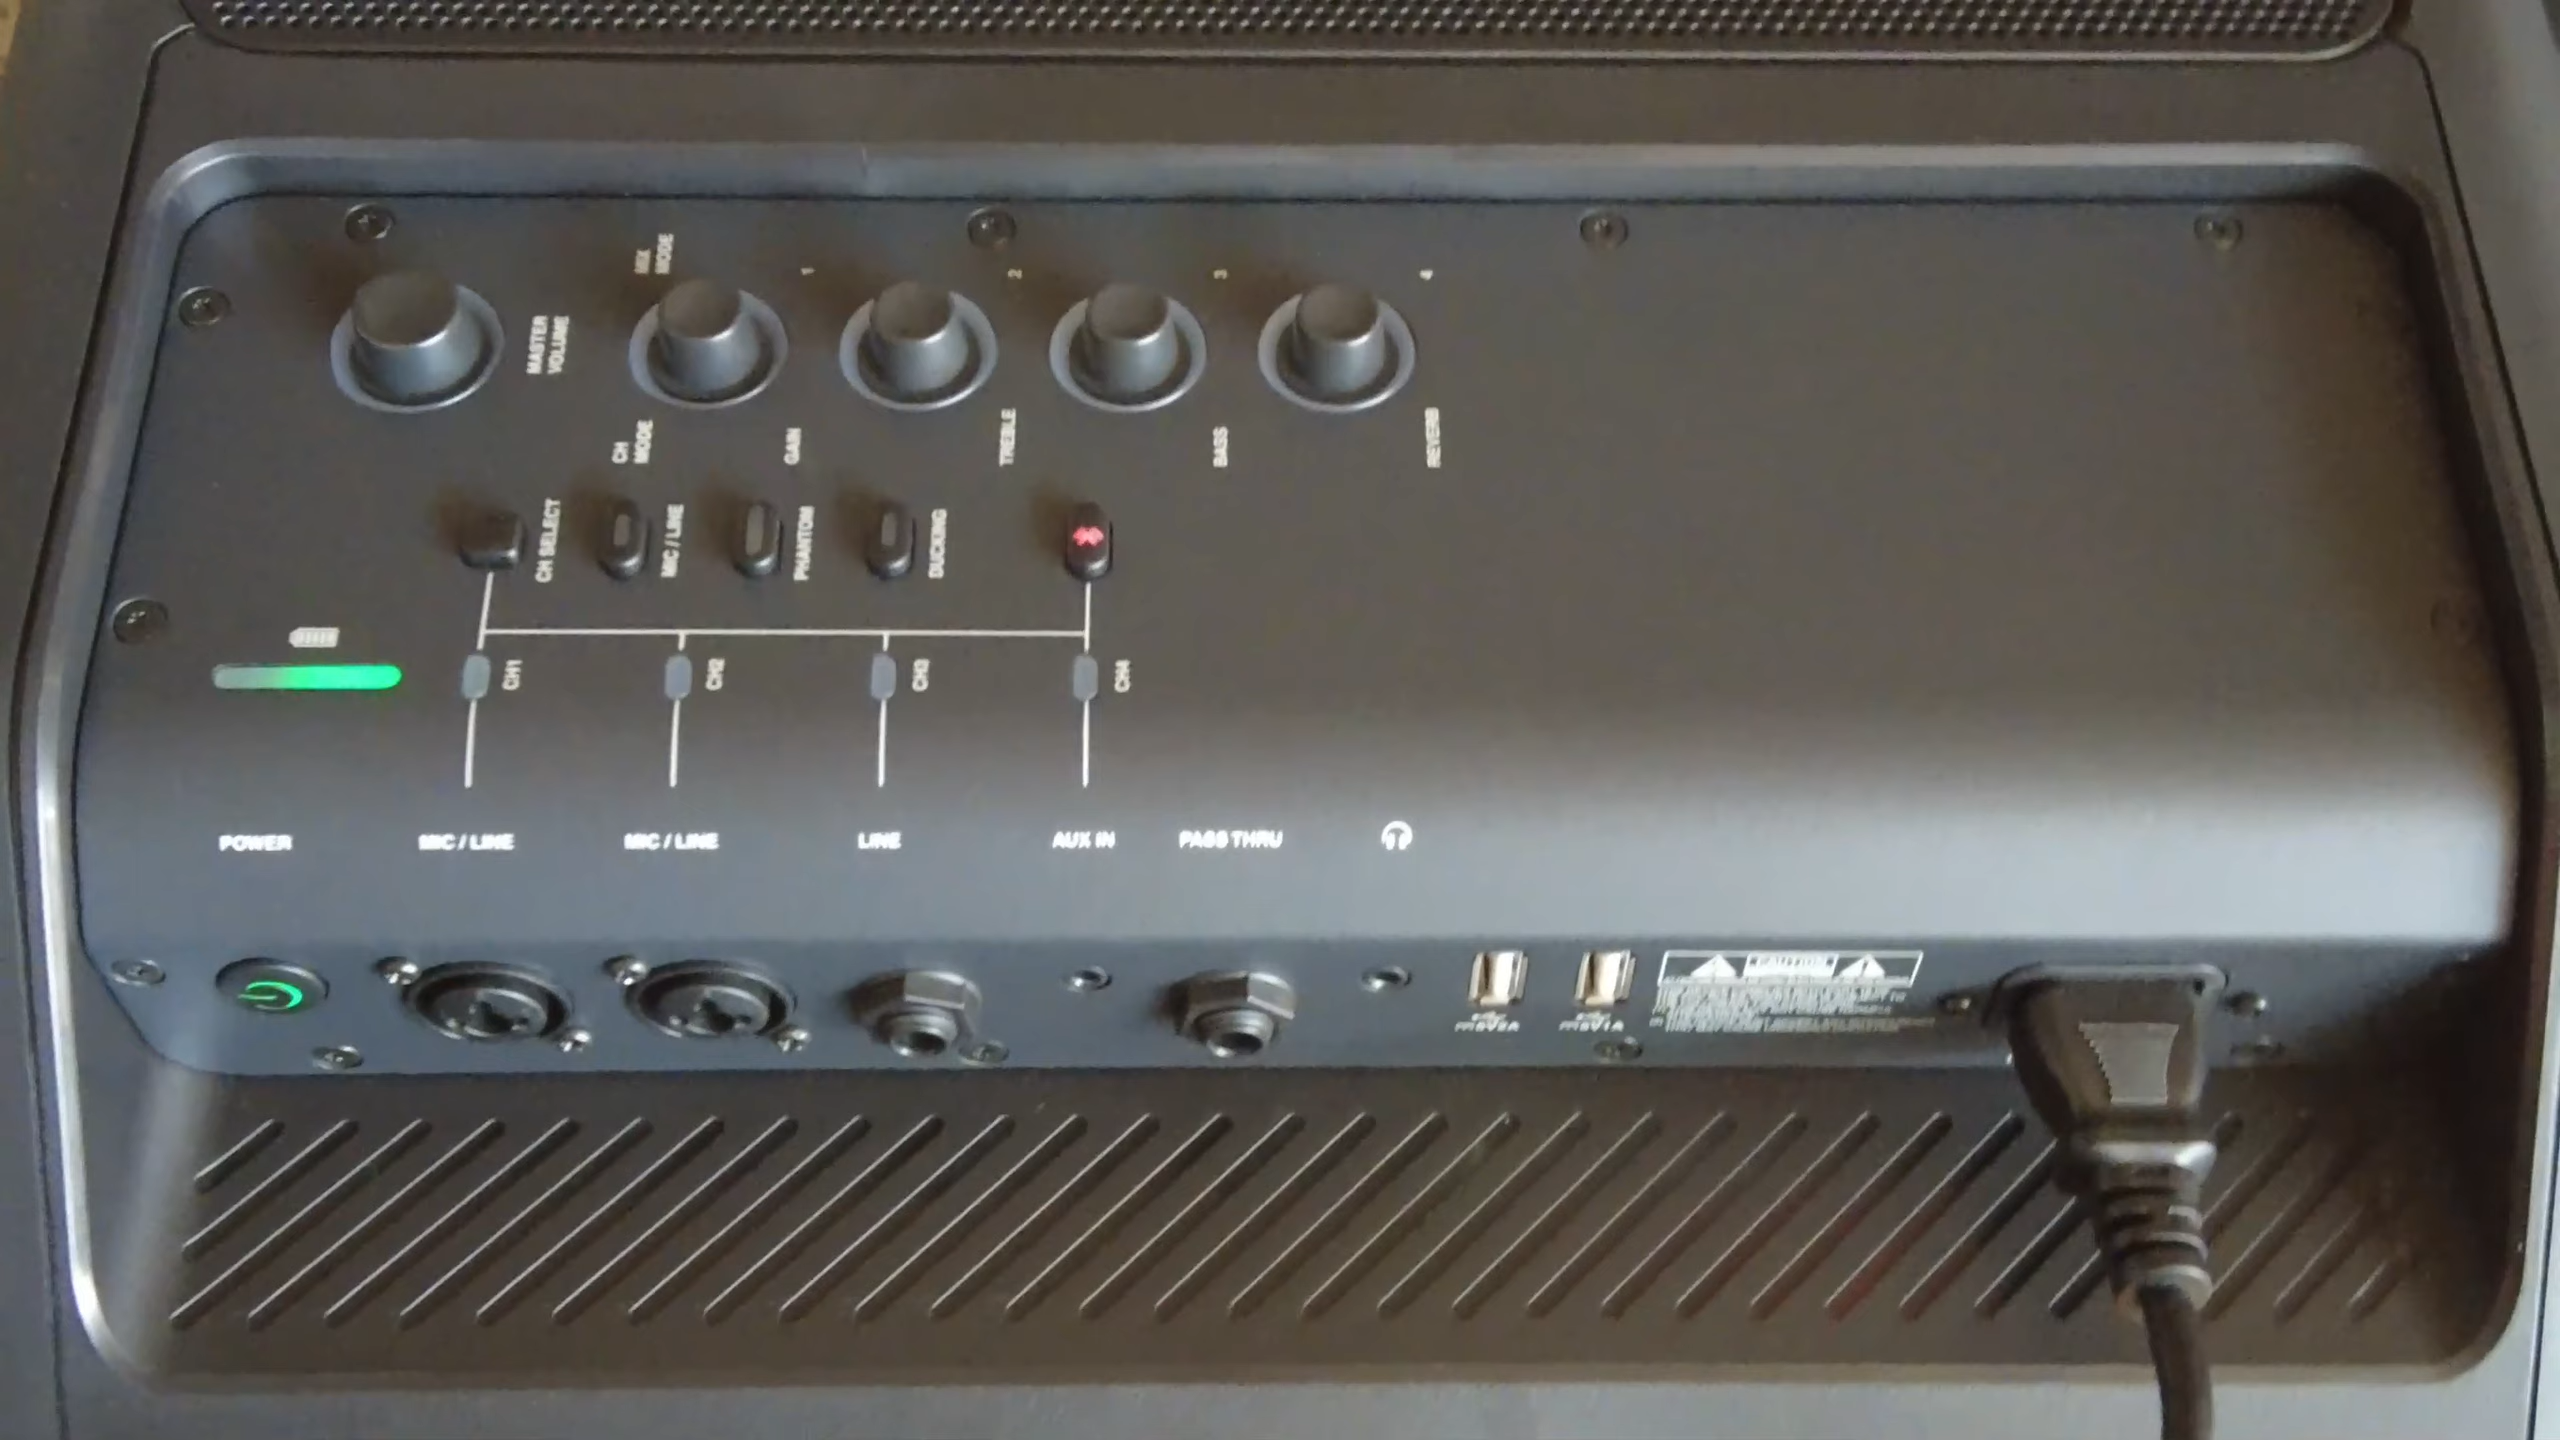 MIX
MODE
1
2
3
4
MASTER
VOLUME
CH
MODE
GAIN
TREBLE
BASS
REVERB
CH SELECT
MIC / LINE
PHANTOM
DUCKING
CH1
CH2
CH3
CH4
POWER
MIC / LINE
MIC / LINE
LINE
AUX IN
PASS THRU
CAUTION